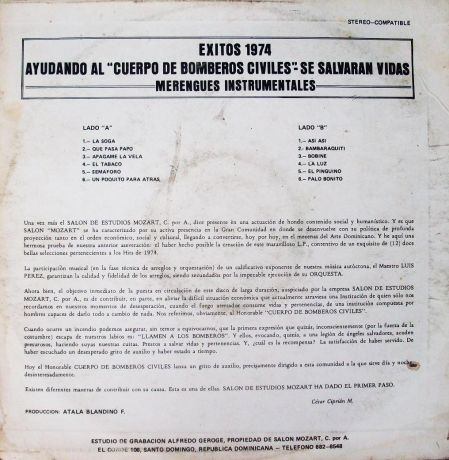 STEREO-COMPATIBLE
EXITOS 1974
AYUDANDO AL "CUERPO DE BOMBEROS CIVILES"- SE SALVARAN VIDAS
MERENGUES INSTRUMENTALES
LADO "A"
1.- LA SOGA
2.- QUE PASA PAPO
3.- APAGAME LA VELA
4.- EL TABACO
5.- SEMAFORO
6.- UN POQUITO PARA ATRAS
LADO "B"
1.- ASI ASI
2.- BAMBARAQUITI
3.- BOBINE
4.- LA LUZ
5.- EL PINGUINO
6.- PALO BONITO
Una vez más el SALON DE ESTUDIOS MOZART, C. por A., dice presente en una actuación de hondo contenido social y humanístico. Y es que
SALON "MOZART" se ha caracterizado por su activa presencia en la Gran Comunidad en donde se desenvuelve con su política de profunda
proyección tanto en el orden económico, social y cultural, llegando a convertirse, hoy por hoy, en el mecenas del Arte Dominicano. Y he aquí una
hermosa prueba de nuestra anterior aseveración: el haber hecho posible la creación de este maravilloso L.P., contentivo de un exquisito de (12) doce
bellas selecciones pertenecientes a los Hits de 1974.
La participación musical (en la fase técnica de arreglos y orquestación) de un calificativo exponente de nuestra música autóctona, el Maestro LUIS
PEREZ, garantizan la calidad y fidelidad de los arreglos, siendo secundados por la impecable ejecución de su ORQUESTA.
Ahora bien, el objetivo inmediato de la puesta en circulación de este disco de larga duración, auspiciado por la empresa SALON DE ESTUDIOS
MOZART, C. por A., es de contribuir, en parte, en aliviar la difícil situación económica que actualmente atraviesa una Institución de quien sólo nos
recordamos en nuestros momentos de desesperación, cuando el fuego atenazador consume vidas y pertenencias, de una institución compuesta por
hombres capaces de darlo todo a cambio de nada. Nos referimos, obviamente, al Honorable "CUERPO DE BOMBEROS CIVILES".
Cuando ocurre un incendio podemos asegurar, sin temor a equivocarnos, que la primera expresión que quizás, inconscientemente (por la fuerza de la
costumbre) escapa de nuestros labios es: "LLAMEN A LOS BOMBEROS". Y ellos, evocando, quizás, a una legión de ángeles salvadores, acuden
presurosos, haciendo suyas nuestras cuitas. Prestos a salvar vidas y pertenencias. Y, ¿cuál es la recompensa? La satisfacción de haber servido. De
haber escuchado un desesperado grito de auxilio y haber estado a tiempo.
Hoy el Honorable CUERPO DE BOMBEROS CIVILES lanza un grito de auxilio, precisamente dirigido a esta comunidad a la que sirve día y noche,
desinteresadamente.
Existen diferentes maneras de contribuir con su causa. Esta es una de ellas. SALON DE ESTUDIOS MOZART HA DADO EL PRIMER PASO.
César Ciprián M.
PRODUCCION: ATALA BLANDINO F.
ESTUDIO DE GRABACION ALFREDO GEROGE, PROPIEDAD DE SALON MOZART, C. por A.
EL CONDE 108, SANTO DOMINGO, REPUBLICA DOMINICANA - TELEFONO 682-8548